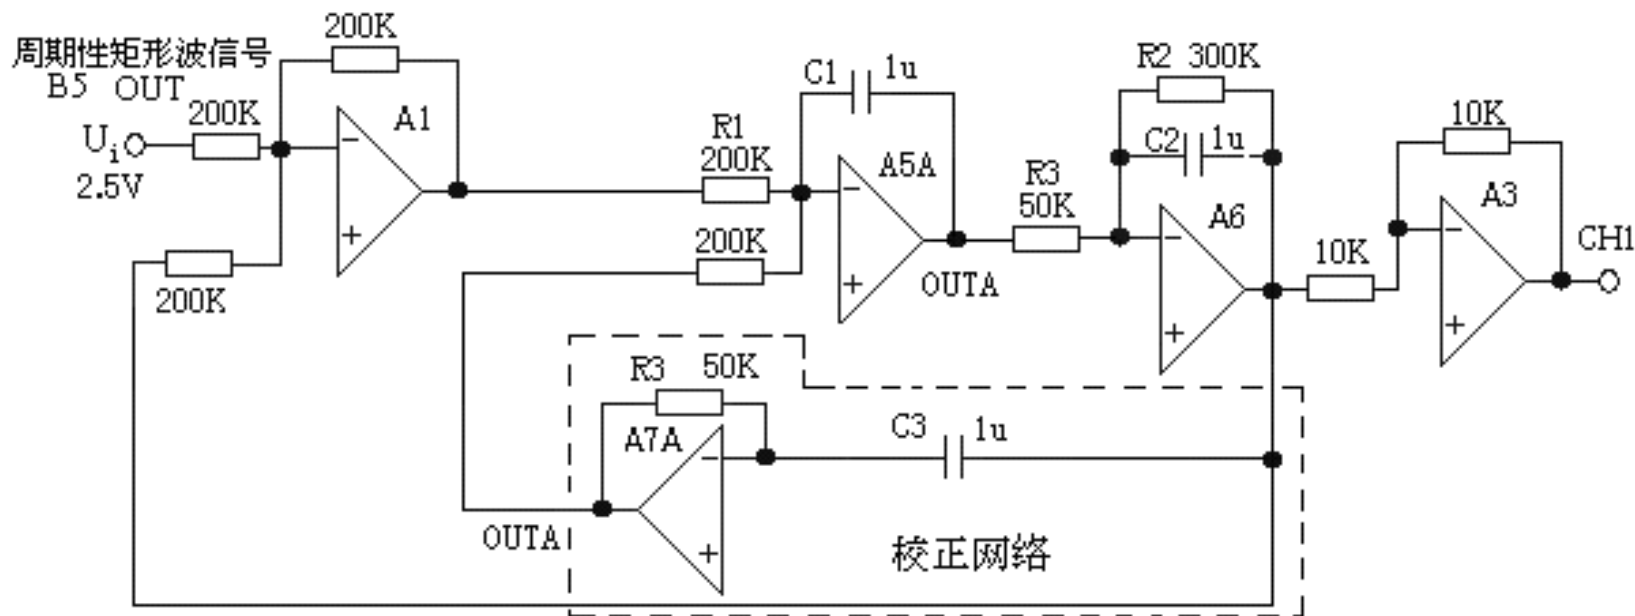 200K
周期性矩形波信号
B5 OUT
200K
Ui
2.5V
−
A1
+
200K
R1
200K
200K
C1 1u
−
A5A
+
OUTA
R3
50K
R2 300K
C2 1u
−
A6
+
10K
10K
−
A3
+
CH1
R3 50K
A7A
−
+
OUTA
C3 1u
校正网络